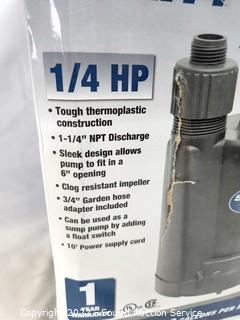 1/4 HP
• Tough thermoplastic
construction
• 1-1/4" NPT Discharge
• Sleek design allows
pump to fit in a
6" opening
• Clog resistant impeller
• 3/4" Garden hose
adapter included
• Can be used as a
sump pump by adding
a float switch
• 10' Power supply cord
1
YEAR